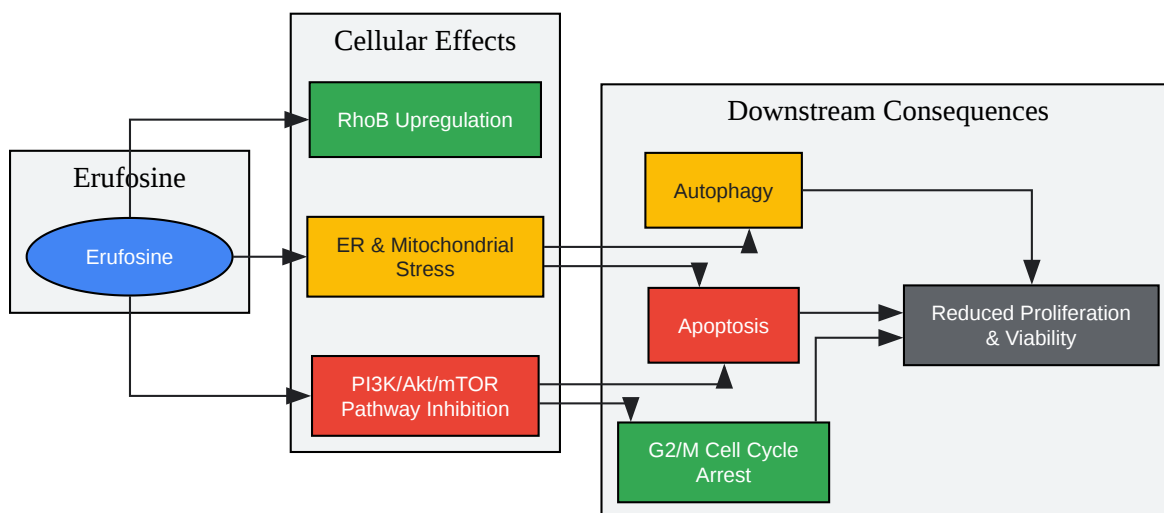 Erufosine
Erufosine
Cellular Effects
RhoB Upregulation
ER & Mitochondrial
Stress
PI3K/Akt/mTOR
Pathway Inhibition
Downstream Consequences
Autophagy
Apoptosis
G2/M Cell Cycle
Arrest
Reduced Proliferation
& Viability